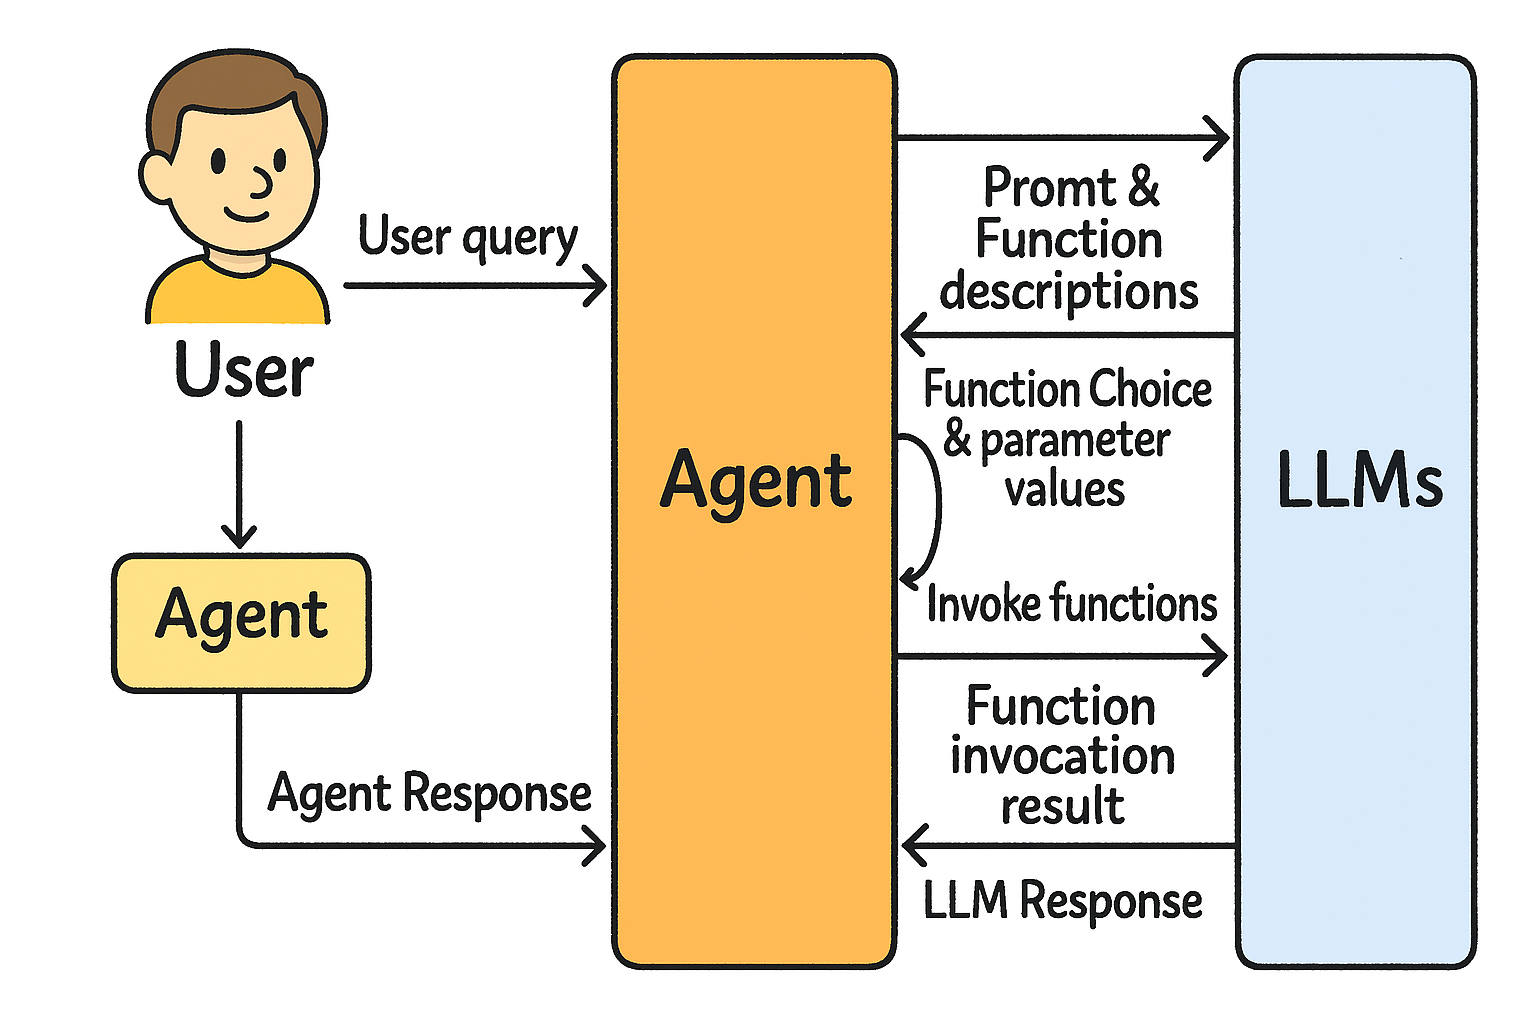 User query
User
Agent
Agent Response
Agent
Promt &
Function
descriptions
Function Choice
& parameter
values
Invoke functions
Function
invocation
result
LLM Response
LLMs